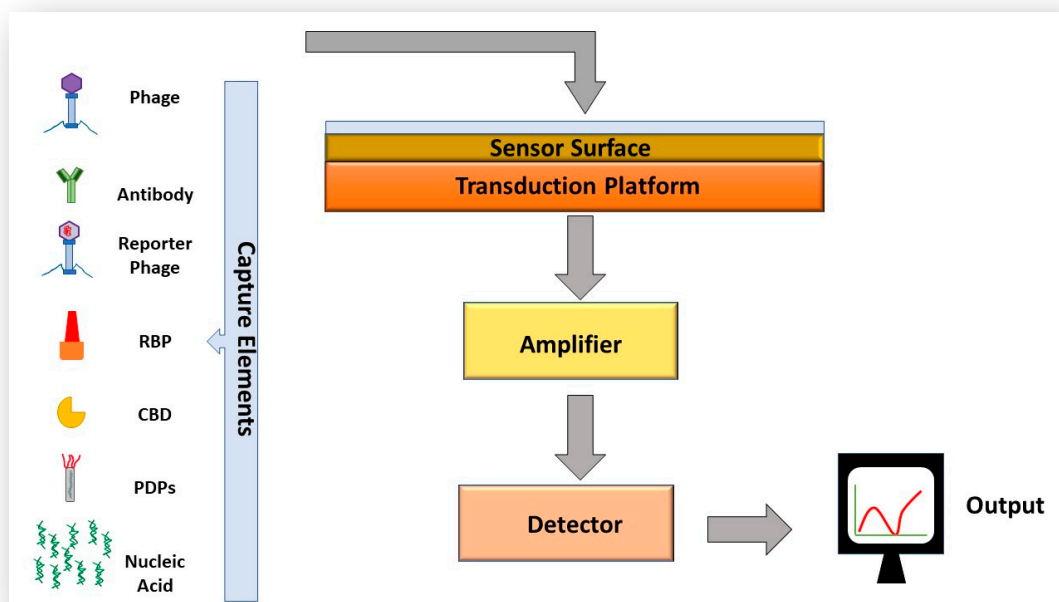 Phage
Antibody
Reporter
Phage
RBP
CBD
PDPs
Nucleic
Acid
Capture Elements
Sensor Surface
Transduction Platform
Amplifier
Detector
Output